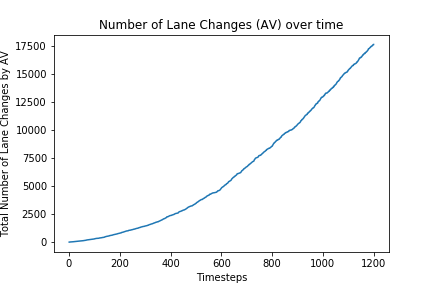 Number of Lane Changes (AV) over time
Total Number of Lane Changes by AV
17500
15000
12500
10000
7500
5000
2500
0
0 200 400 600 800 1000 1200
Timesteps